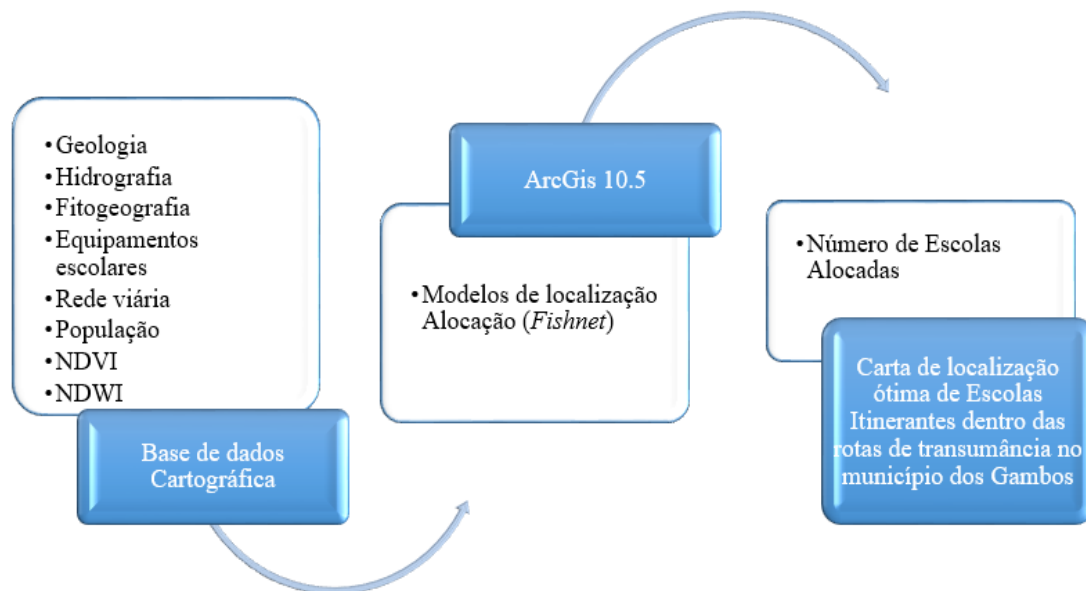 •Geologia
•Hidrografia
•Fitogeografia
•Equipamentos
escolares
•Rede viária
•População
•NDVI
•NDWI
Base de dados
Cartográfica
ArcGis 10.5
•Modelos de localização
Alocação (Fishnet)
•Número de Escolas
Alocadas
Carta de localização
ótima de Escolas
Itinerantes dentro das
rotas de transumância no
município dos Gambos